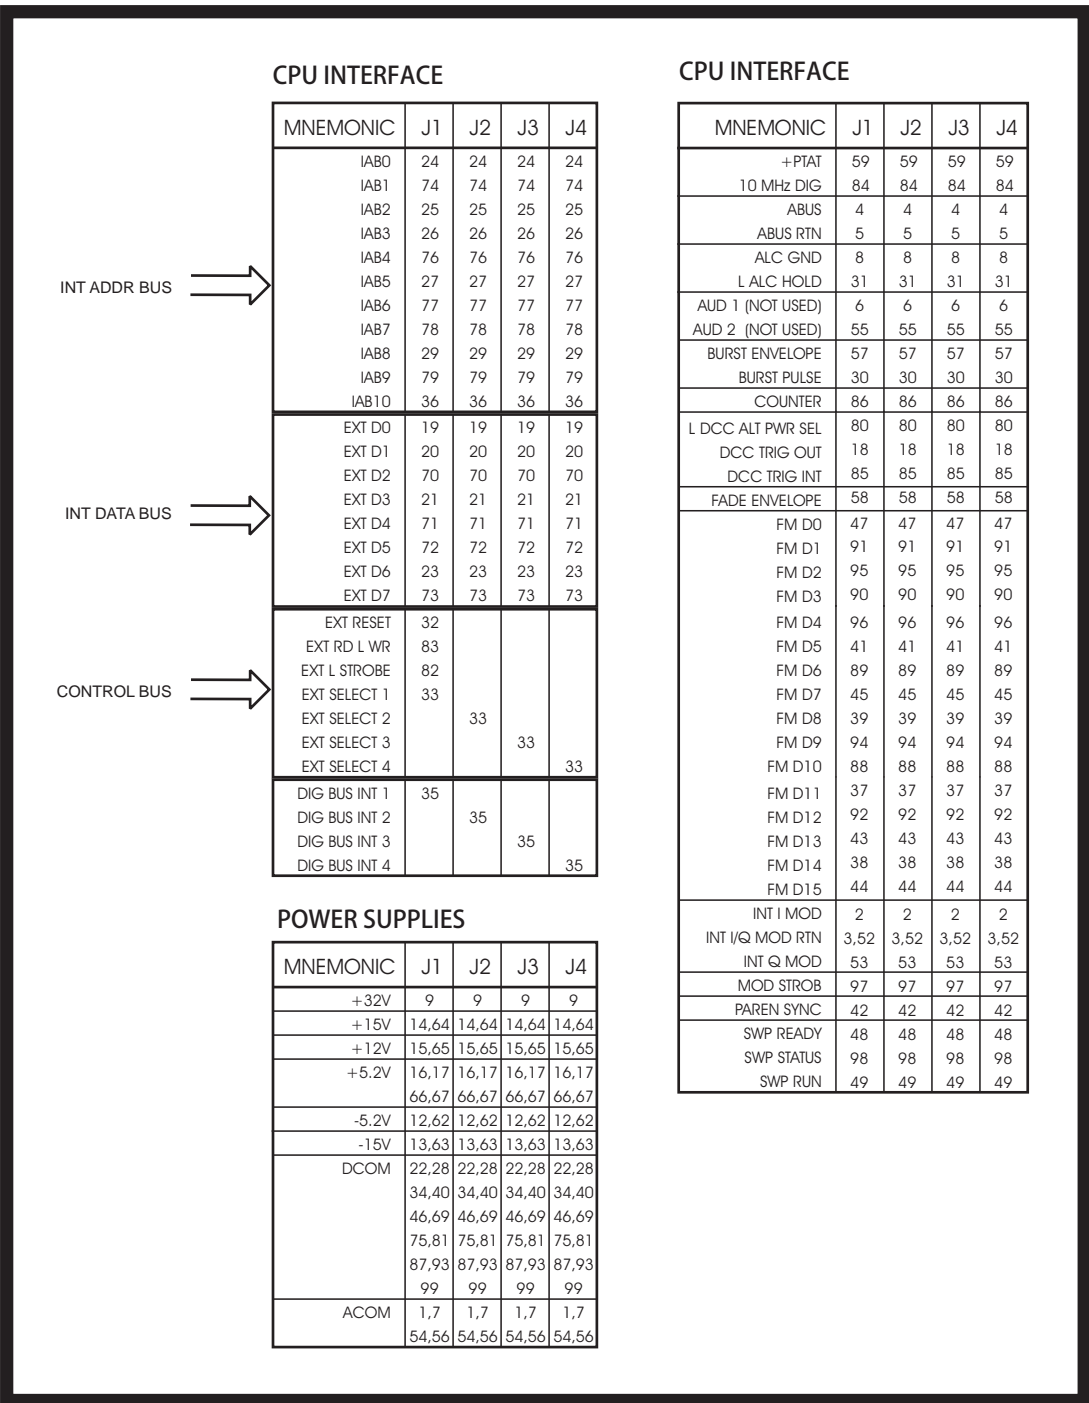 CPU INTERFACE
MNEMONIC J1 J2 J3 J4
IAB0 24 24 24 24
IAB1 74 74 74 74
IAB2 25 25 25 25
IAB3 26 26 26 26
IAB4 76 76 76 76
INT ADDR BUS
IAB5 27 27 27 27
IAB6 77 77 77 77
IAB7 78 78 78 78
IAB8 29 29 29 29
IAB9 79 79 79 79
IAB10 36 36 36 36
EXT D0 19 19 19 19
EXT D1 20 20 20 20
EXT D2 70 70 70 70
EXT D3 21 21 21 21
INT DATA BUS
EXT D4 71 71 71 71
EXT D5 72 72 72 72
EXT D6 23 23 23 23
EXT D7 73 73 73 73
EXT RESET 32
EXT RD L WR 83
EXT L STROBE 82
CONTROL BUS
EXT SELECT 1 33
EXT SELECT 2 33
EXT SELECT 3 33
EXT SELECT 4 33
DIG BUS INT 1 35
DIG BUS INT 2 35
DIG BUS INT 3 35
DIG BUS INT 4 35
POWER SUPPLIES
MNEMONIC J1 J2 J3 J4
+32V 9 9 9 9
+15V 14,64 14,64 14,64 14,64
+12V 15,65 15,65 15,65 15,65
+5.2V 16,17 16,17 16,17 16,17
66,67 66,67 66,67 66,67
-5.2V 12,62 12,62 12,62 12,62
-15V 13,63 13,63 13,63 13,63
DCOM 22,28 22,28 22,28 22,28
34,40 34,40 34,40 34,40
46,69 46,69 46,69 46,69
75,81 75,81 75,81 75,81
87,93 87,93 87,93 87,93
99 99 99 99
ACOM 1,7 1,7 1,7 1,7
54,56 54,56 54,56 54,56
CPU INTERFACE
MNEMONIC J1 J2 J3 J4
+PTAT 59 59 59 59
10 MHz DIG 84 84 84 84
ABUS 4 4 4 4
ABUS RTN 5 5 5 5
ALC GND 8 8 8 8
L ALC HOLD 31 31 31 31
AUD 1 (NOT USED) 6 6 6 6
AUD 2 (NOT USED) 55 55 55 55
BURST ENVELOPE 57 57 57 57
BURST PULSE 30 30 30 30
COUNTER 86 86 86 86
L DCC ALT PWR SEL 80 80 80 80
DCC TRIG OUT 18 18 18 18
DCC TRIG INT 85 85 85 85
FADE ENVELOPE 58 58 58 58
FM D0 47 47 47 47
FM D1 91 91 91 91
FM D2 95 95 95 95
FM D3 90 90 90 90
FM D4 96 96 96 96
FM D5 41 41 41 41
FM D6 89 89 89 89
FM D7 45 45 45 45
FM D8 39 39 39 39
FM D9 94 94 94 94
FM D10 88 88 88 88
FM D11 37 37 37 37
FM D12 92 92 92 92
FM D13 43 43 43 43
FM D14 38 38 38 38
FM D15 44 44 44 44
INT I MOD 2 2 2 2
INT I/Q MOD RTN 3,52 3,52 3,52 3,52
INT Q MOD 53 53 53 53
MOD STROB 97 97 97 97
PAREN SYNC 42 42 42 42
SWP READY 48 48 48 48
SWP STATUS 98 98 98 98
SWP RUN 49 49 49 49